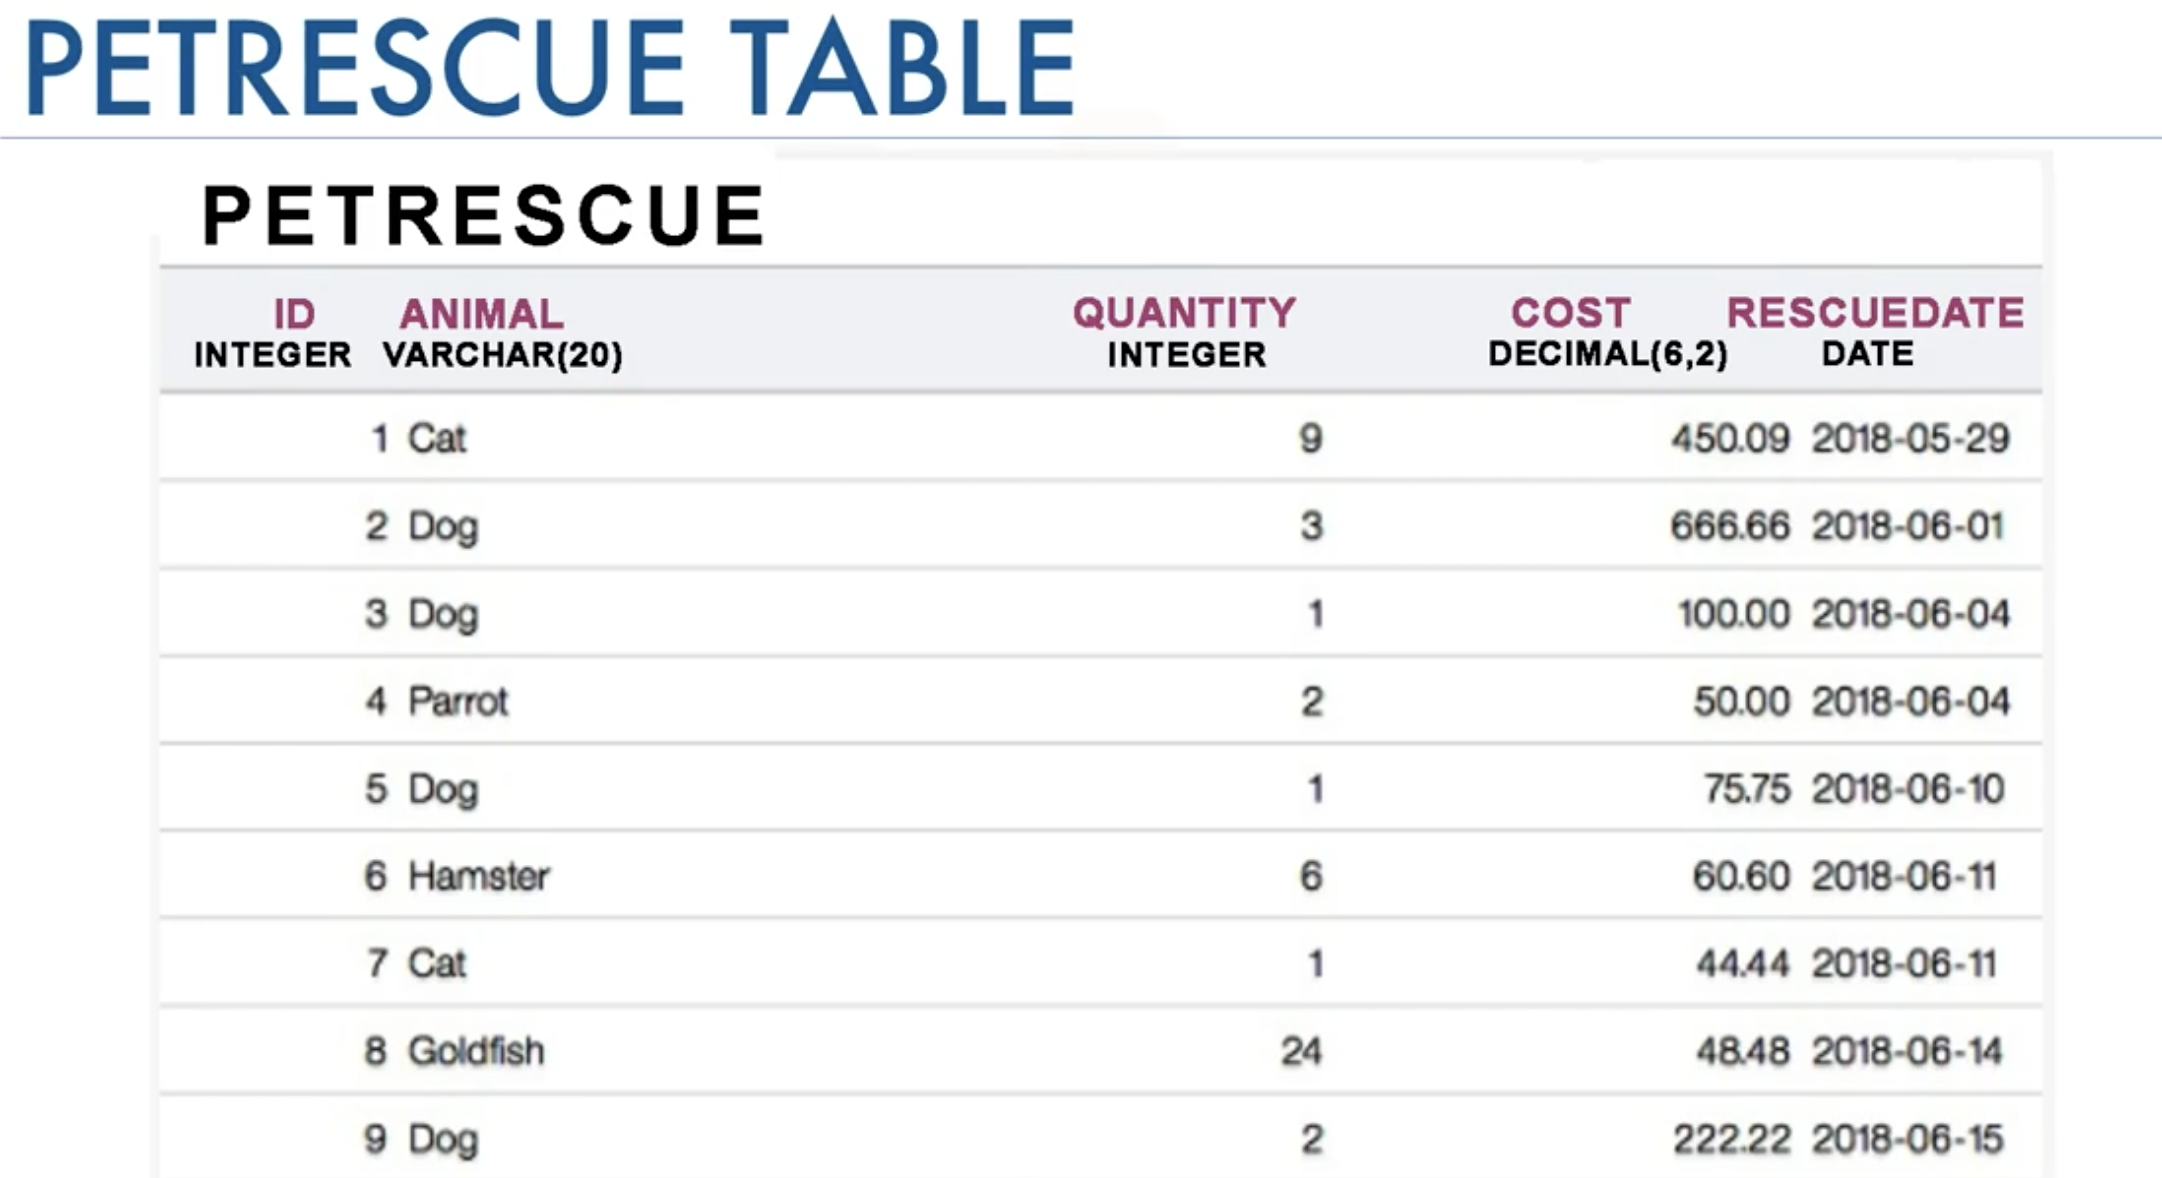 PETRESCUE TABLE
PETRESCUE
ID ANIMAL QUANTITY COST RESCUEDATE
INTEGER VARCHAR(20) INTEGER DECIMAL(6,2) DATE
1 Cat 9 450.09 2018-05-29
2 Dog 3 666.66 2018-06-01
3 Dog 1 100.00 2018-06-04
4 Parrot 2 50.00 2018-06-04
5 Dog 1 75.75 2018-06-10
6 Hamster 6 60.60 2018-06-11
7 Cat 1 44.44 2018-06-11
8 Goldfish 24 48.48 2018-06-14
9 Dog 2 222.22 2018-06-15